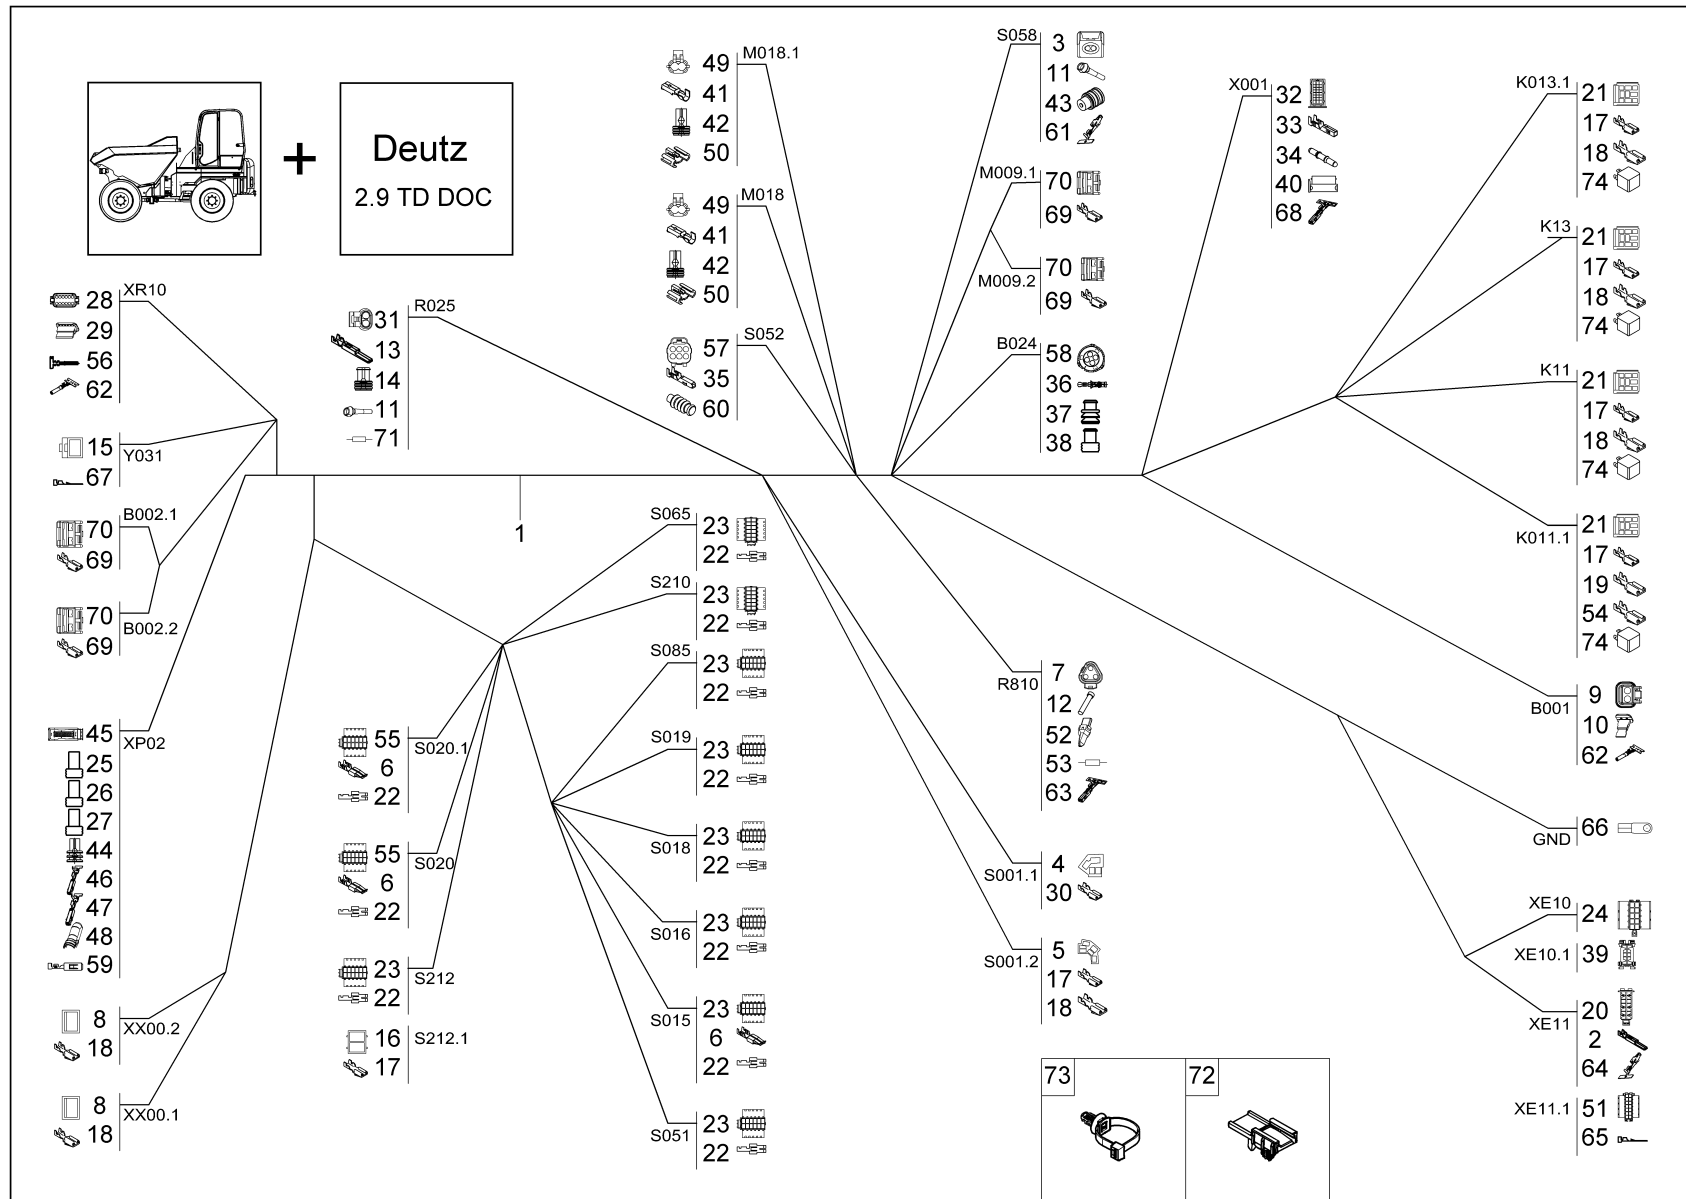 Deutz
2.9 TD DOC
+
XR10
28
29
56
62
15
Y031
67
B002.1
70
69
70
B002.2
69
45
XP02
25
26
27
44
46
47
48
59
8
XX00.2
18
8
XX00.1
18
R025
31
13
14
11
71
1
55
S020.1
6
22
55
S020
6
22
23
S212
22
16
S212.1
17
M018.1
49
41
42
50
M018
49
41
42
50
S052
57
35
60
S065
23
22
S210
23
22
S085
23
22
S019
23
22
23
S018
22
23
S016
22
23
S015
6
22
23
S051
22
S058
3
11
43
61
M009.1
70
69
70
M009.2
69
B024
58
36
37
38
7
R810
12
52
53
63
4
S001.1
30
5
S001.2
17
18
73
72
X001
32
33
34
40
68
K013.1
21
17
18
74
K13
21
17
18
74
K11
21
17
18
74
21
K011.1
17
19
54
74
9
B001
10
62
66
GND
XE10
24
XE10.1
39
20
XE11
2
64
XE11.1
51
65